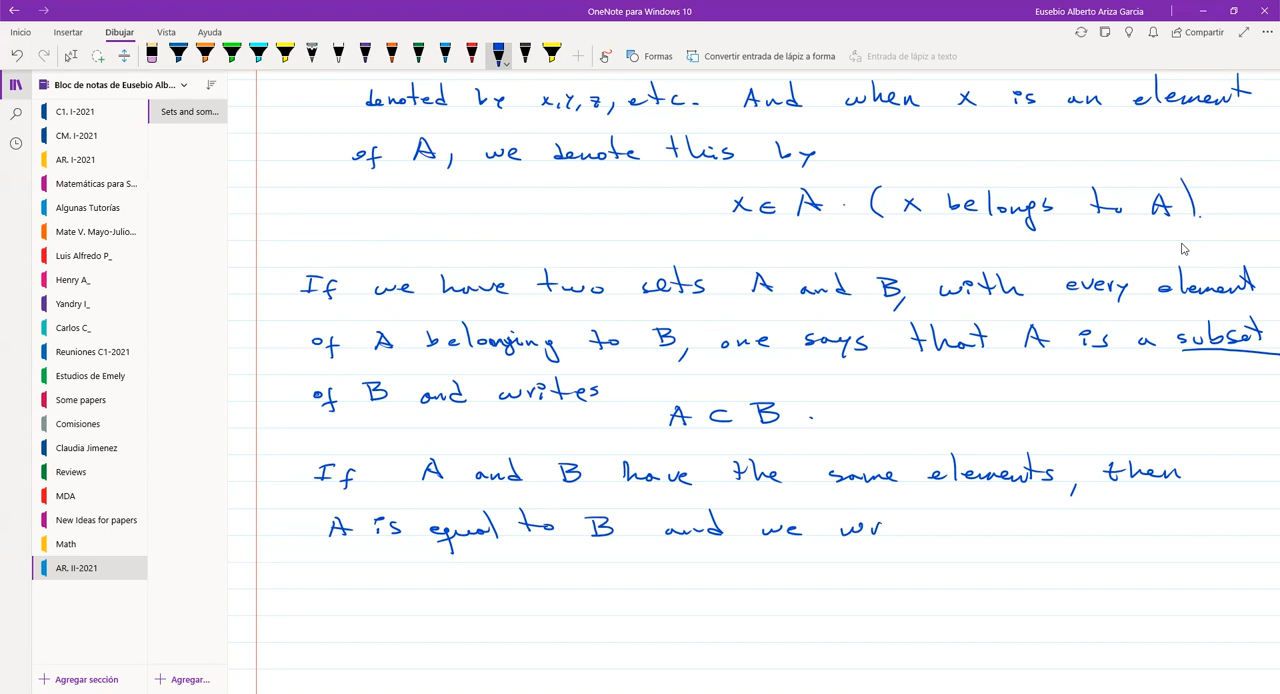 OneNote para Windows 10
Eusebio Alberto Ariza Garcia
Inicio Insertar Dibujar Vista Ayuda
Compartir
Formas Convertir entrada de lápiz a forma Entrada de lápiz a texto
Bloc de notas de Eusebio Alb...
C1. I-2021
CM. I-2021
AR. I-2021
Matemáticas para S...
Algunas Tutorías
Mate V. Mayo-Julio...
Luis Alfredo P_
Henry A_
Yandry I_
Carlos C_
Reuniones C1-2021
Estudios de Emely
Some papers
Comisiones
Claudia Jimenez
Reviews
MDA
New Ideas for papers
Math
AR. II-2021
Agregar sección
Sets and som...
Agregar...
denoted by x, y, z, etc. And when x is an element
of A, we denote this by
x ∈ A. (x belongs to A).
If we have two sets A and B, with every element
of A belonging to B, one says that A is a subset
of B and writes
A ⊂ B.
If A and B have the same elements, then
A is equal to B and we wr